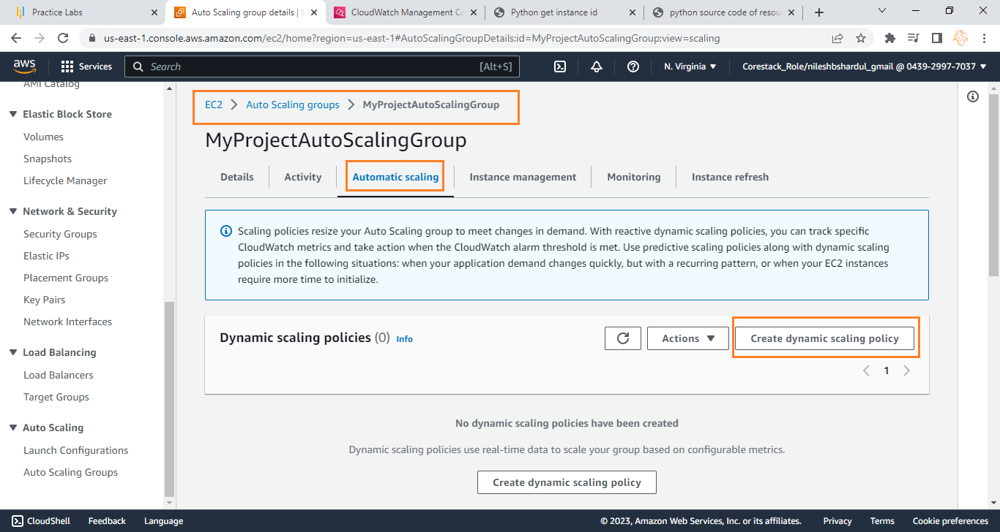 Practice Labs
Auto Scaling group details | E
CloudWatch Management Co
Python get instance id
python source code of resou
us-east-1.console.aws.amazon.com/ec2/home?region=us-east-1#AutoScalingGroupDetails:id=MyProjectAutoScalingGroup;view=scaling
aws
Services
Search
[Alt+S]
N. Virginia
Corestack_Role/nileshbshardul_gmail @ 0439-2997-7037
AMI Catalog
Elastic Block Store
Volumes
Snapshots
Lifecycle Manager
Network & Security
Security Groups
Elastic IPs
Placement Groups
Key Pairs
Network Interfaces
Load Balancing
Load Balancers
Target Groups
Auto Scaling
Launch Configurations
Auto Scaling Groups
EC2 > Auto Scaling groups > MyProjectAutoScalingGroup
MyProjectAutoScalingGroup
Details
Activity
Automatic scaling
Instance management
Monitoring
Instance refresh
Scaling policies resize your Auto Scaling group to meet changes in demand. With reactive dynamic scaling policies, you can track specific
CloudWatch metrics and take action when the CloudWatch alarm threshold is met. Use predictive scaling policies along with dynamic scaling
policies in the following situations: when your application demand changes quickly, but with a recurring pattern, or when your EC2 instances
require more time to initialize.
Dynamic scaling policies (0) Info
Actions
Create dynamic scaling policy
1
No dynamic scaling policies have been created
Dynamic scaling policies use real-time data to scale your group based on configurable metrics.
Create dynamic scaling policy
CloudShell
Feedback
Language
© 2023, Amazon Web Services, Inc. or its affiliates.
Privacy
Terms
Cookie preferences